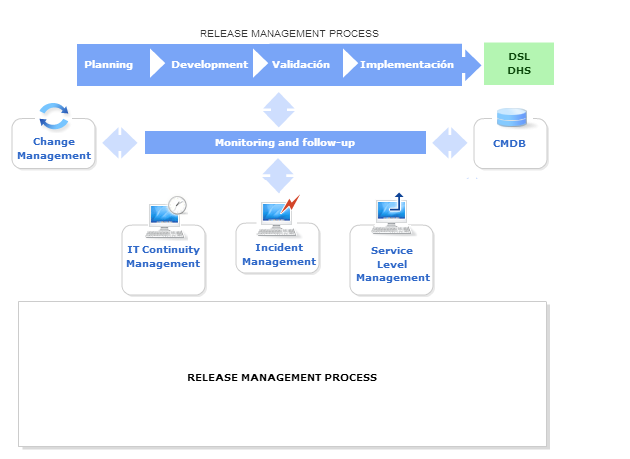 RELEASE MANAGEMENT PROCESS
Planning
Development
Validación
Implementación
DSL
DHS
Change
Management
Monitoring and follow-up
CMDB
IT Continuity
Management
Incident
Management
Service
Level
Management
RELEASE MANAGEMENT PROCESS